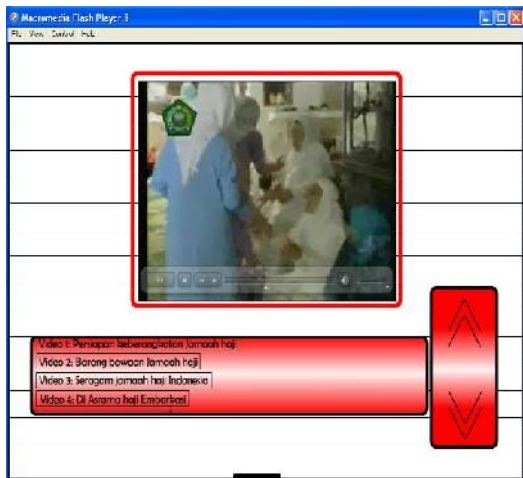 Macromedia Flash Player 8
File View Control Help
Video 1: Persiapan keberangkatan Jamaah haji
Video 2: Barang bawaan Jamaah haji
Video 3: Seragam jamaah haji Indonesia
Video 4: Di Asrama haji Embarkasi